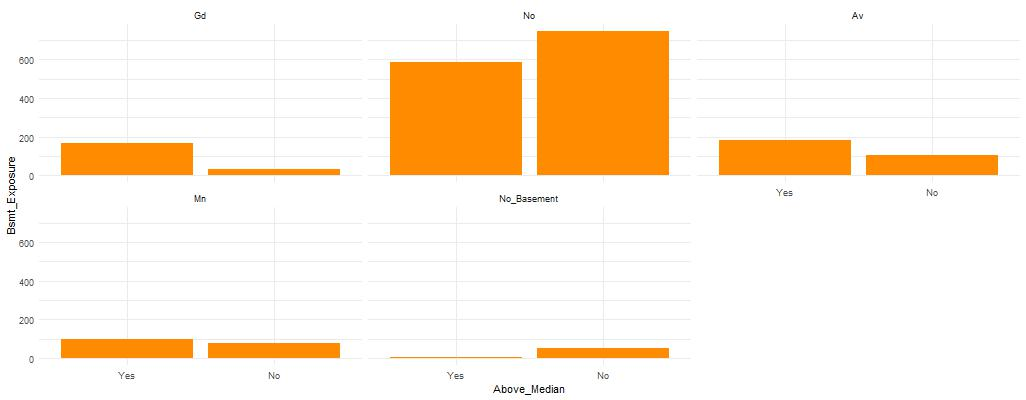 Gd
No
Av
600
400
200
0
Yes
No
Mn
No_Basement
600
400
200
0
Yes
No
Yes
No
Bsmt_Exposure
Above_Median